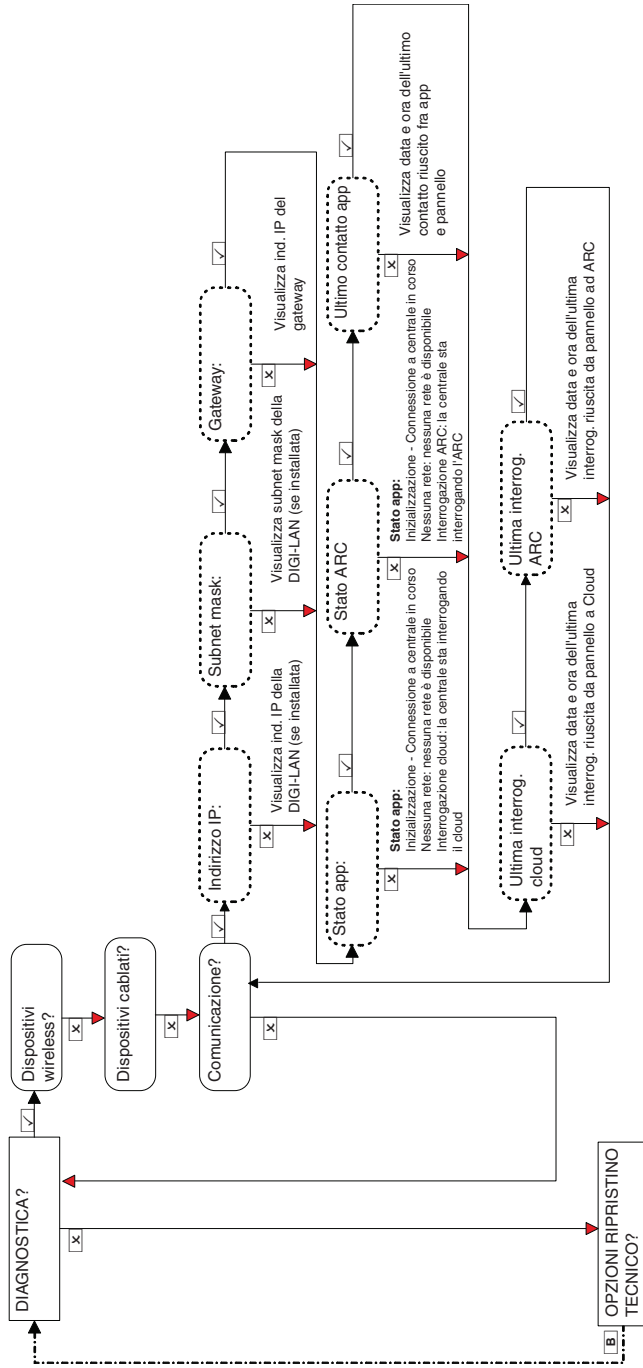 DIAGNOSTICA?
Dispositivi
wireless?
Dispositivi cablati?
Comunicazione?
Indirizzo IP:
Visualizza ind. IP della
DIGI-LAN (se installata)
Subnet mask:
Visualizza subnet mask della
DIGI-LAN (se installata)
Gateway:
Visualizza ind. IP del
gateway
Stato app:
Stato app:
Inizializzazione - Connessione a centrale in corso
Nessuna rete: nessuna rete è disponibile
Interrogazione cloud: la centrale sta interrogando
il cloud
Stato ARC
Stato app:
Inizializzazione - Connessione a centrale in corso
Nessuna rete: nessuna rete è disponibile
Interrogazione ARC: la centrale sta
interrogando l'ARC
Ultimo contatto app
Visualizza data e ora dell'ultimo
contatto riuscito fra app
e pannello
Ultima interrog.
cloud
Visualizza data e ora dell'ultima
interrog. riuscita da pannello a Cloud
Ultima interrog.
ARC
Visualizza data e ora dell'ultima
interrog. riuscita da pannello ad ARC
B OPZIONI RIPRISTINO
TECNICO?